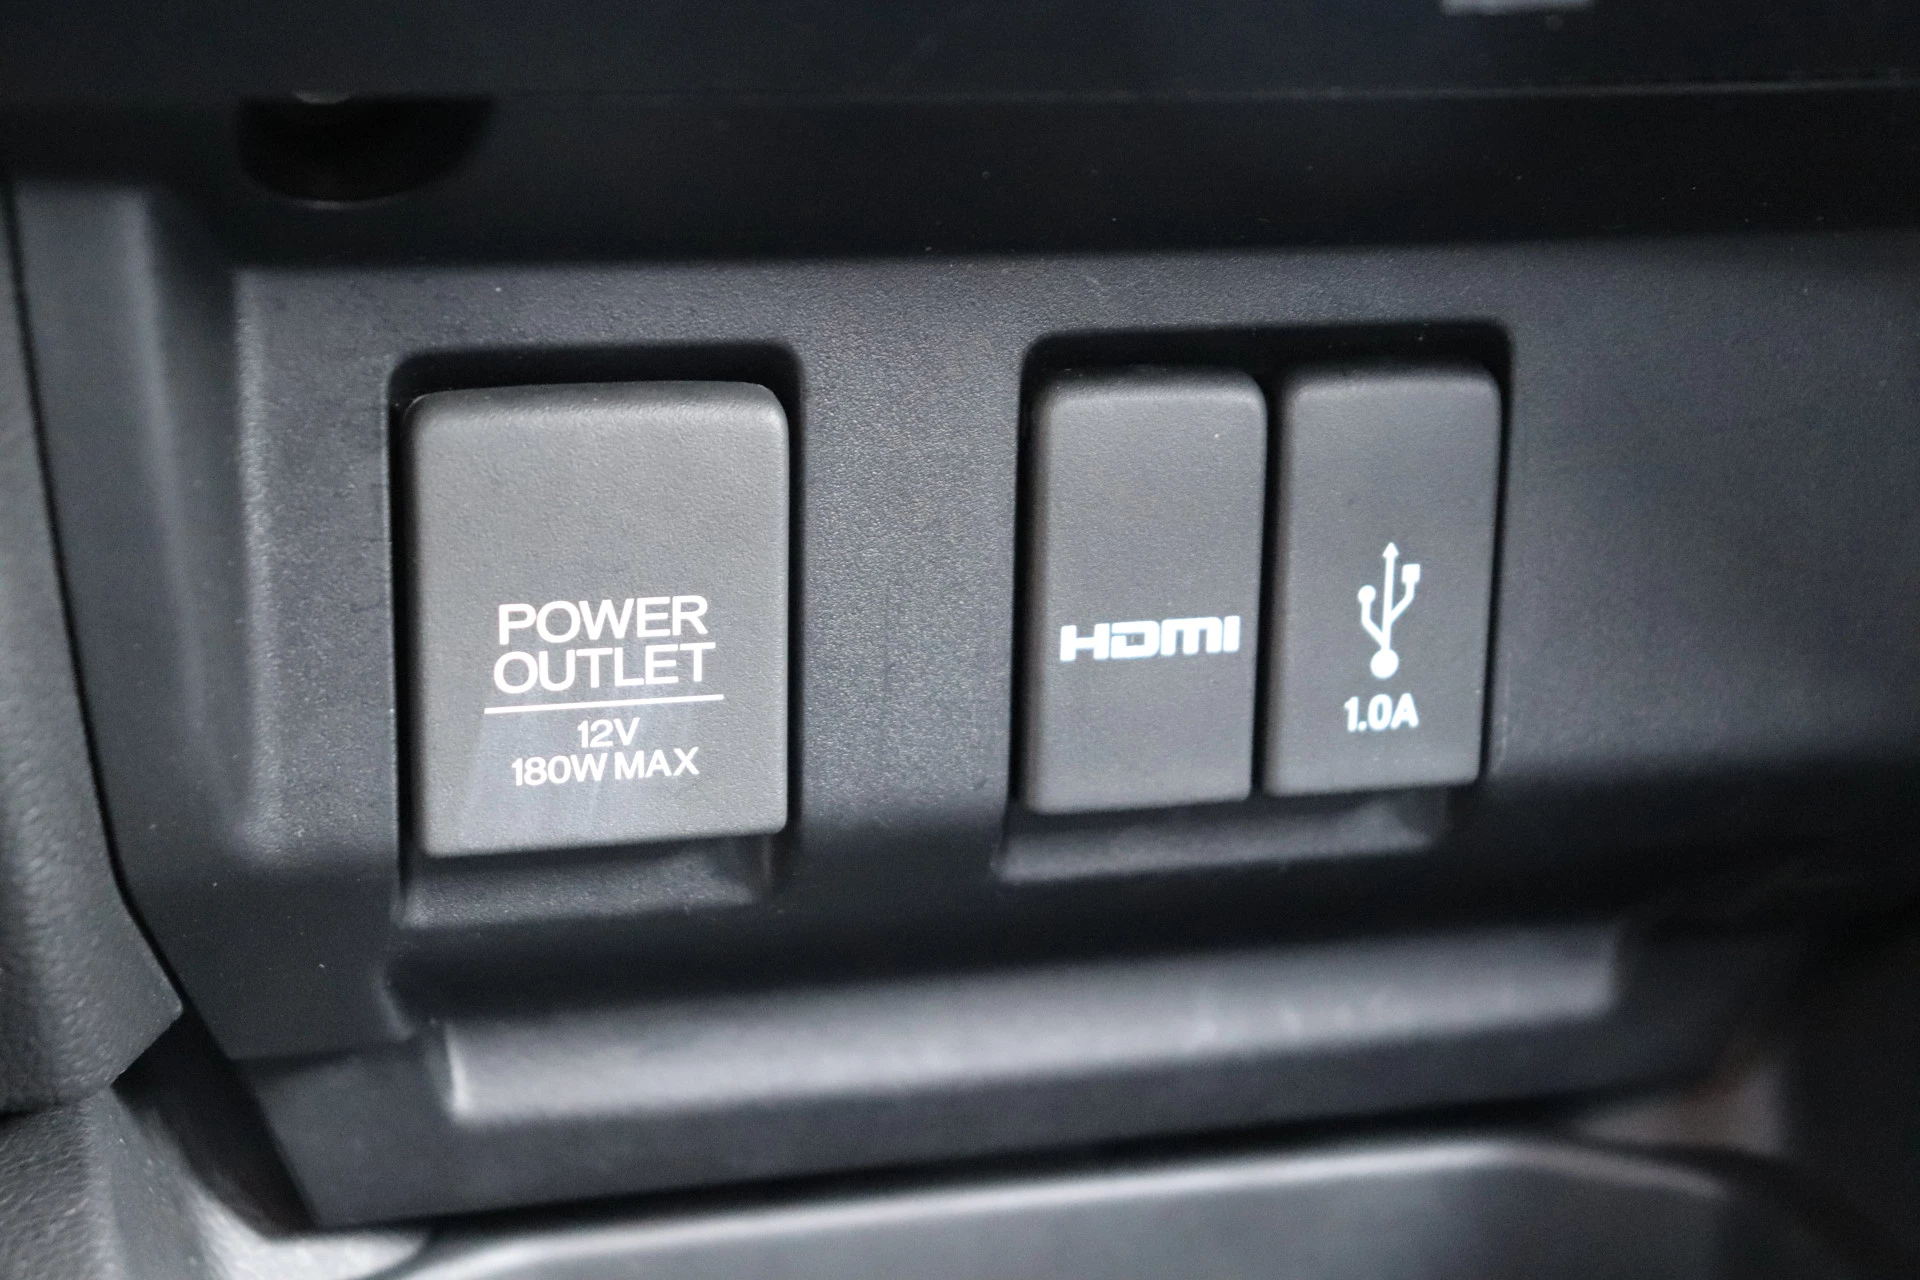 POWER
OUTLET
12V
180W MAX
HDMI
1.0A